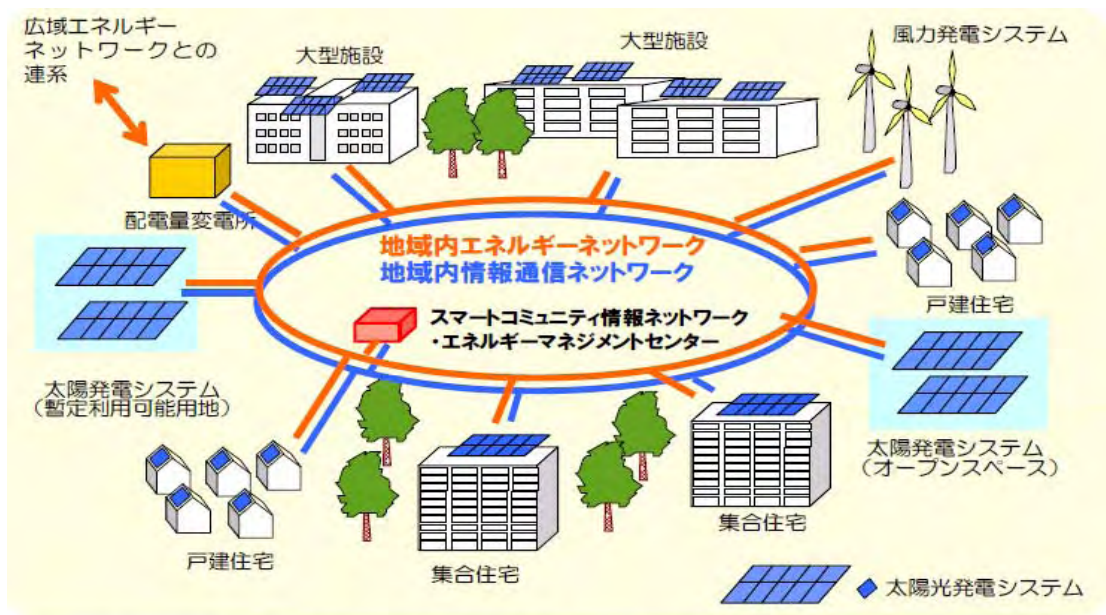 広域エネルギー
ネットワークとの
連系
大型施設
大型施設
風力発電システム
配電量変電所
地域内エネルギーネットワーク
地域内情報通信ネットワーク
戸建住宅
スマートコミュニティ情報ネットワーク
・エネルギーマネジメントセンター
太陽発電システム
（暫定利用可能用地）
太陽発電システム
（オープンスペース）
戸建住宅
集合住宅
集合住宅
太陽光発電システム